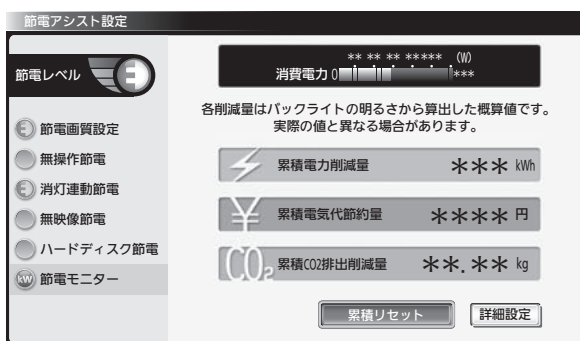 節電アシスト設定
節電レベル
節電画質設定
無操作節電
消灯連動節電
無映像節電
ハードディスク節電
kW 節電モニター
** ** ** ***** (W)
消費電力 0 ***
各削減量はバックライトの明るさから算出した概算値です。
実際の値と異なる場合があります。
累積電力削減量 *** kWh
¥ 累積電気代節約量 **** 円
CO2 累積CO2排出削減量 **.** kg
累積リセット 詳細設定